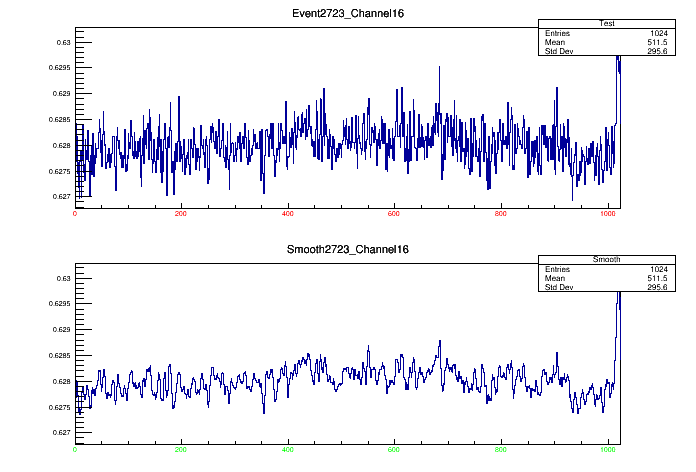 Event2723_Channel16
Test
Entries 1024
Mean 511.5
Std Dev 295.6
0.63
0.6295
0.629
0.6285
0.628
0.6275
0.627
0 200 400 600 800 1000
Smooth2723_Channel16
Smooth
Entries 1024
Mean 511.5
Std Dev 295.6
0.63
0.6295
0.629
0.6285
0.628
0.6275
0.627
0 200 400 600 800 1000